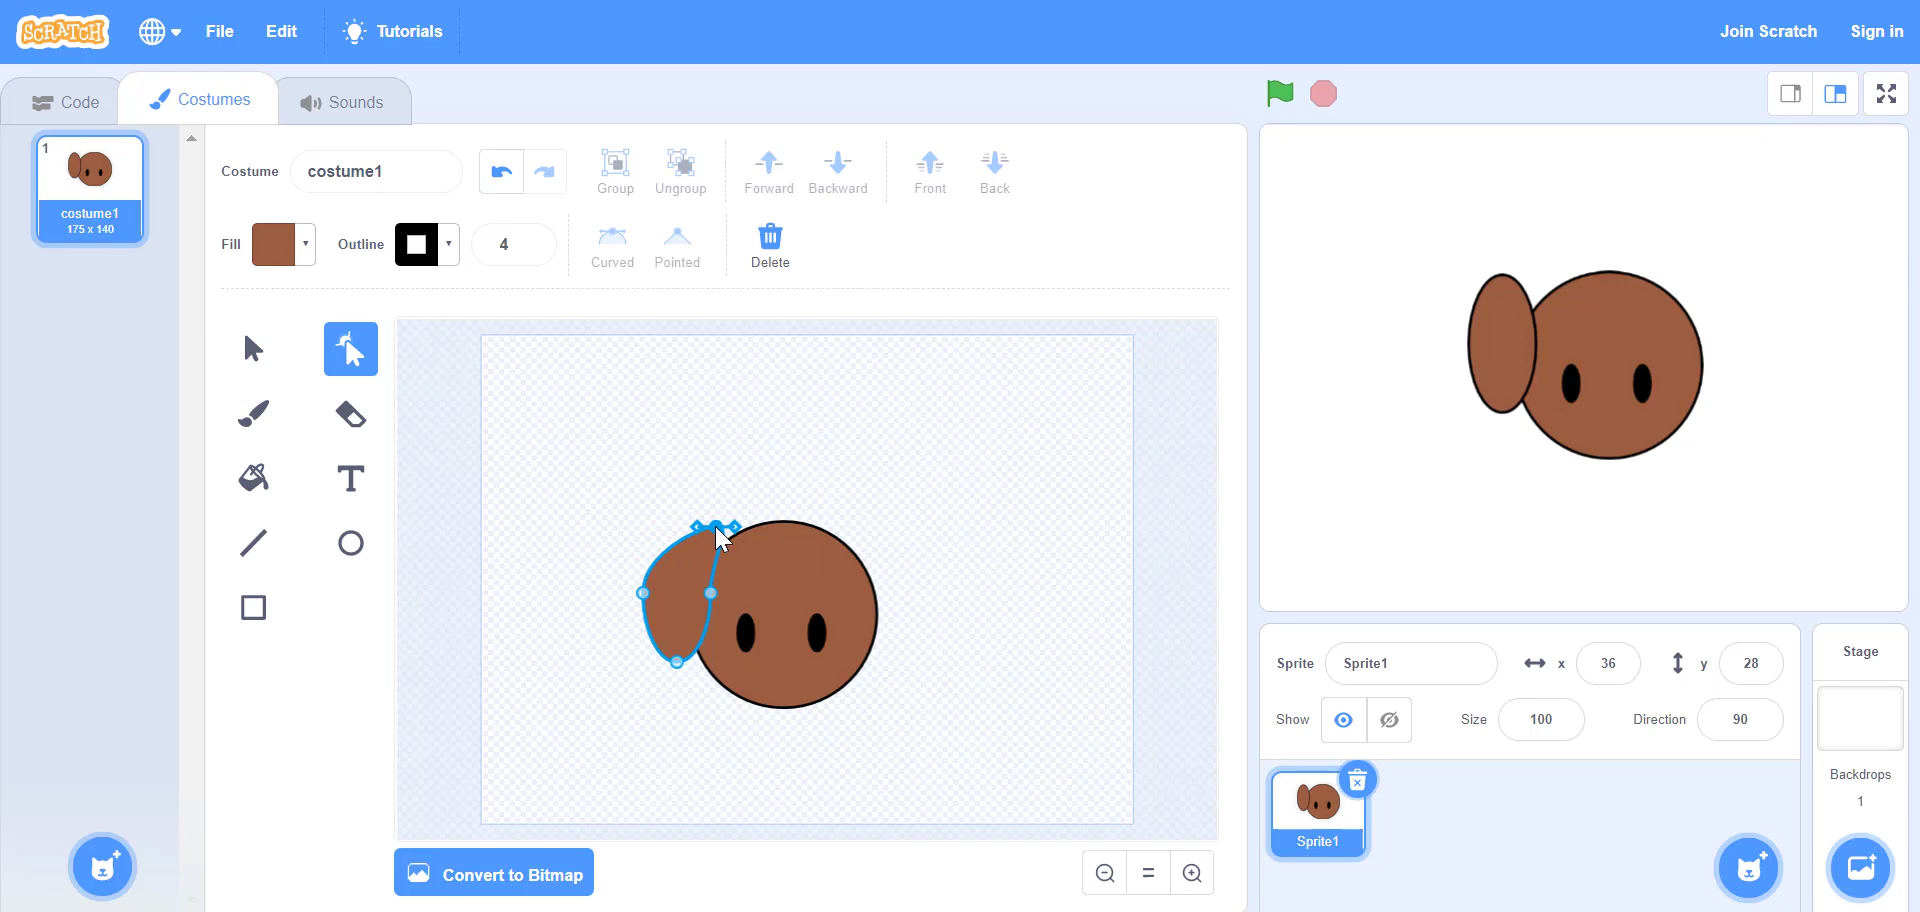 SCRATCH
File
Edit
Tutorials
Join Scratch
Sign in
Code
Costumes
Sounds
1
costume1
175 x 140
Costume
costume1
Group
Ungroup
Forward
Backward
Front
Back
Fill
Outline
4
Curved
Pointed
Delete
T
Convert to Bitmap
=
Sprite
Sprite1
x
36
y
28
Show
Size
100
Direction
90
Sprite1
Stage
Backdrops
1